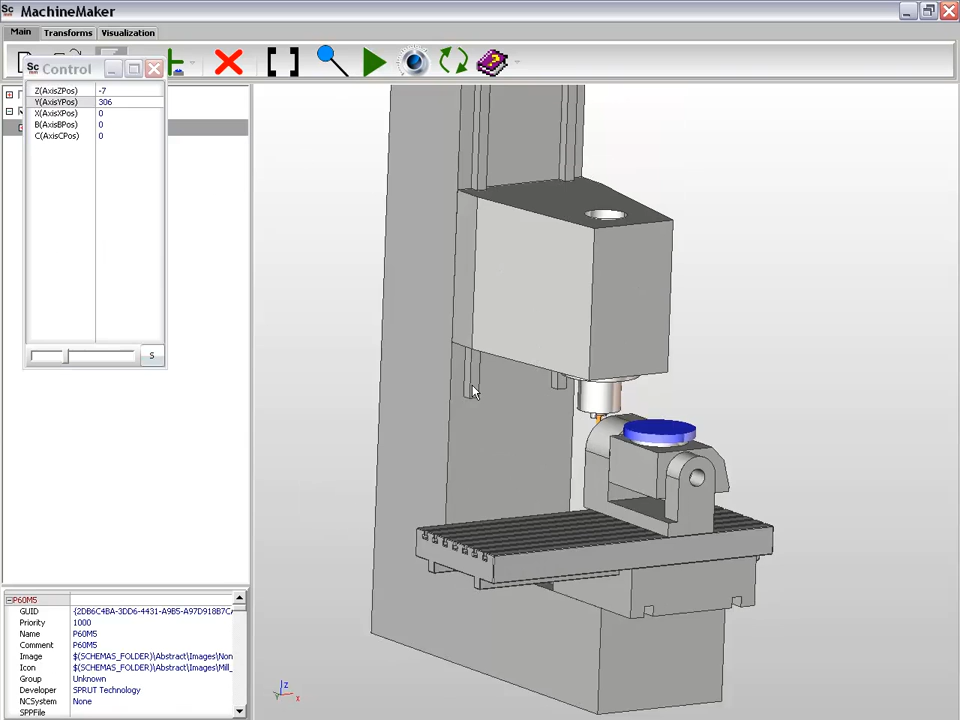 Sc MachineMaker
Main Transforms Visualization
Sc Control
Z(AxisZPos) -7
Y(AxisYPos) 306
X(AxisXPos) 0
B(AxisBPos) 0
C(AxisCPos) 0
S
P60M5
GUID {2DB6C4BA-3DD6-4431-A9B5-A97D918B7C
Priority 1000
Name P60M5
Comment P60M5
Image $(SCHEMAS_FOLDER)\Abstract\Images\Non
Icon $(SCHEMAS_FOLDER)\Abstract\Images\Mill_
Group Unknown
Developer SPRUT Technology
NCSystem None
SPPFile
Z
Y
X